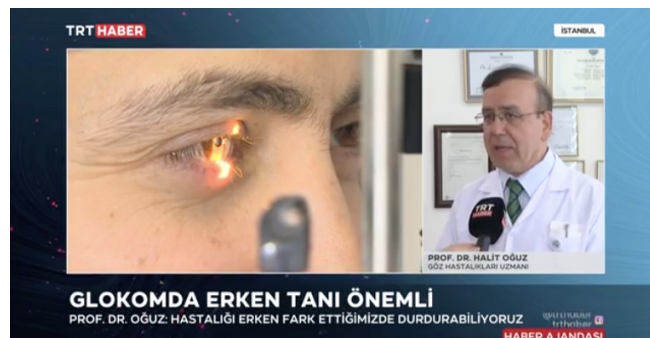 TRT HABER
İSTANBUL
TRT
HABER
PROF. DR. HALİT OĞUZ
GÖZ HASTALIKLARI UZMANI
GLOKOMDA ERKEN TANI ÖNEMLİ
PROF. DR. OĞUZ: HASTALIĞI ERKEN FARK ETTİĞİMİZDE DURDURABİLİYORUZ
trthaber
HABER AJANDASI